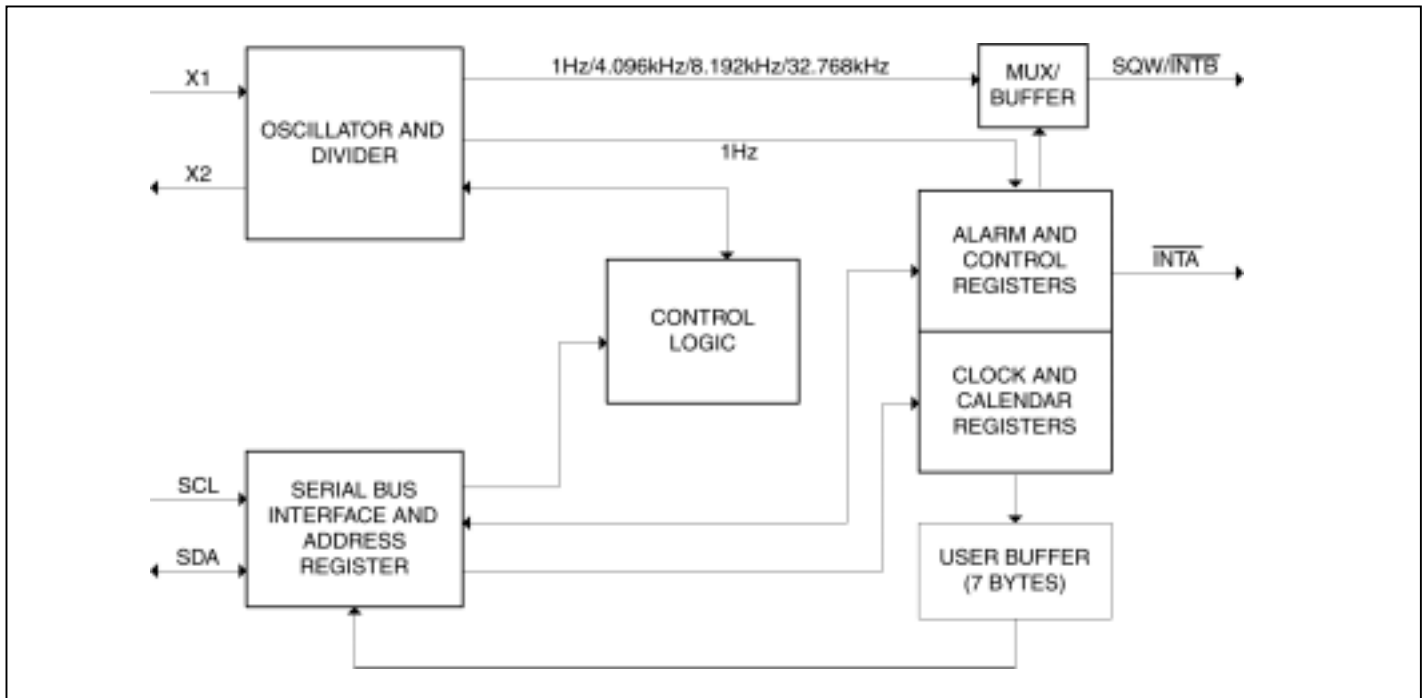 X1
X2
OSCILLATOR AND
DIVIDER
1Hz/4.096kHz/8.192kHz/32.768kHz
1Hz
MUX/
BUFFER
SQW/INTB
ALARM AND
CONTROL
REGISTERS
INTA
CONTROL
LOGIC
CLOCK AND
CALENDAR
REGISTERS
SCL
SDA
SERIAL BUS
INTERFACE AND
ADDRESS
REGISTER
USER BUFFER
(7 BYTES)